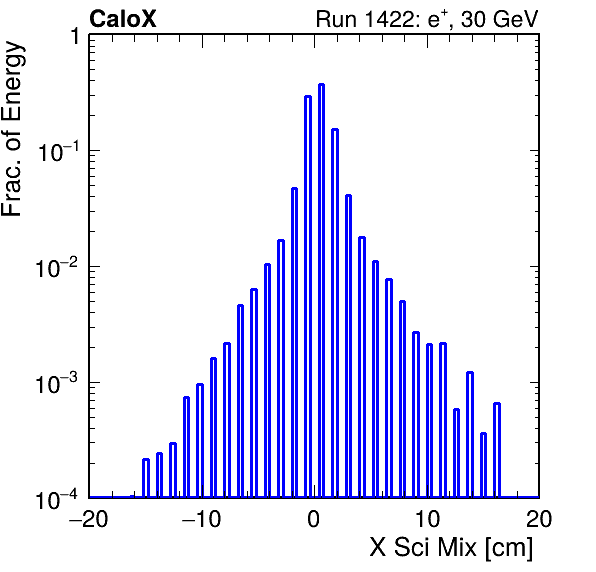 CaloX Run 1422: e⁺, 30 GeV
Frac. of Energy
1
10⁻¹
10⁻²
10⁻³
10⁻⁴
−20 −10 0 10 20
X Sci Mix [cm]